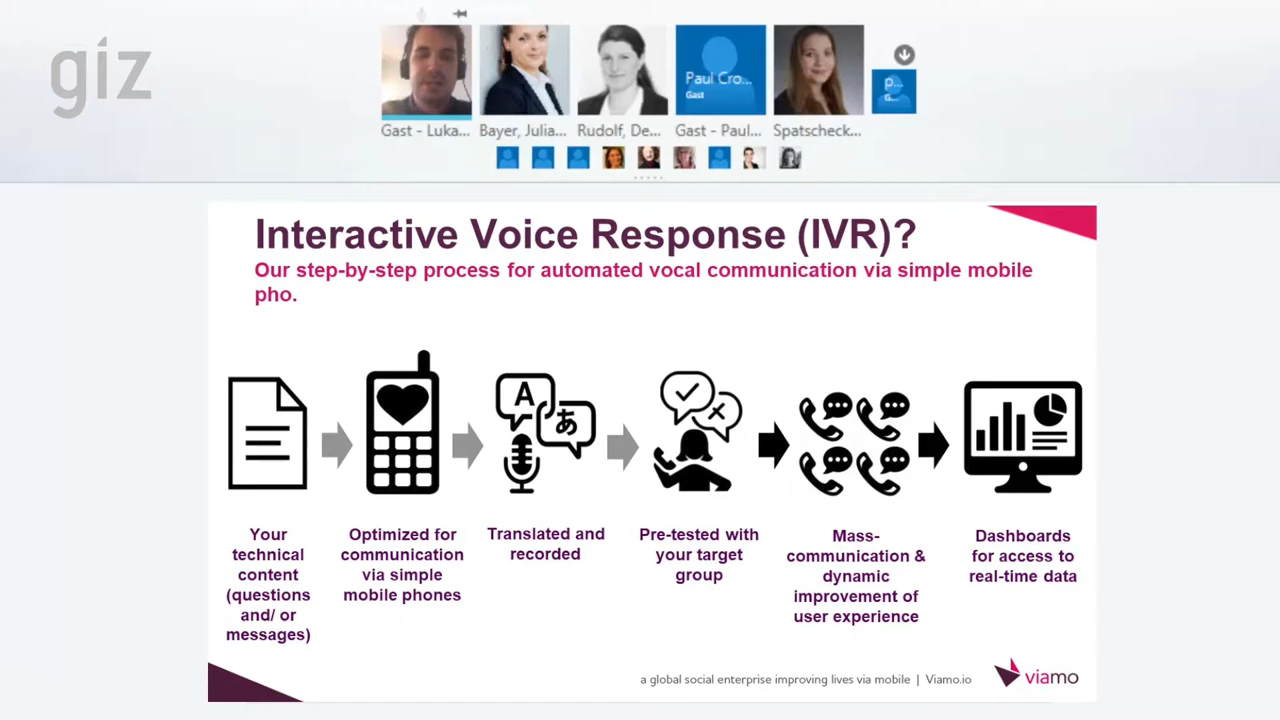 giz
Paul Cro...
Gast
p...
G...
Gast - Luka...
Bayer, Julia...
Rudolf, De...
Gast - Paul...
Spatscheck...
Interactive Voice Response (IVR)?
Our step-by-step process for automated vocal communication via simple mobile
pho.
A
あ
Your
technical
content
(questions
and/ or
messages)
Optimized for
communication
via simple
mobile phones
Translated and
recorded
Pre-tested with
your target
group
Mass-
communication &
dynamic
improvement of
user experience
Dashboards
for access to
real-time data
a global social enterprise improving lives via mobile | Viamo.io
viamo